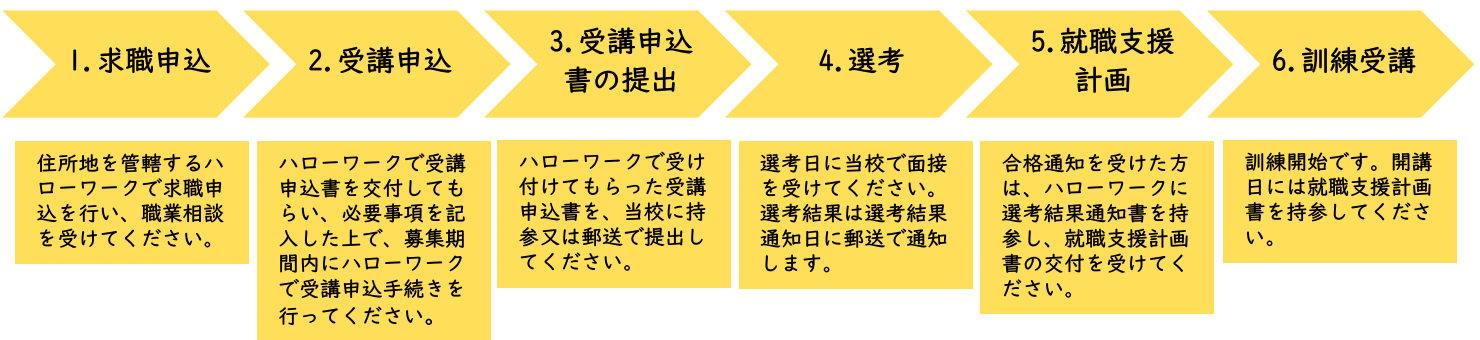 1. 求職申込
2. 受講申込
3. 受講申込
書の提出
4. 選考
5. 就職支援
計画
6. 訓練受講
住所地を管轄するハ
ローワークで求職申
込を行い、職業相談
を受けてください。
ハローワークで受講
申込書を交付しても
らい、必要事項を記
入した上で、募集期
間内にハローワーク
で受講申込手続きを
行ってください。
ハローワークで受け
付けてもらった受講
申込書を、当校に持
参又は郵送で提出し
てください。
選考日に当校で面接
を受けてください。
選考結果は選考結果
通知日に郵送で通知
します。
合格通知を受けた方
は、ハローワークに
選考結果通知書を持
参し、就職支援計画
書の交付を受けてく
ださい。
訓練開始です。開講
日には就職支援計画
書を持参してくださ
い。